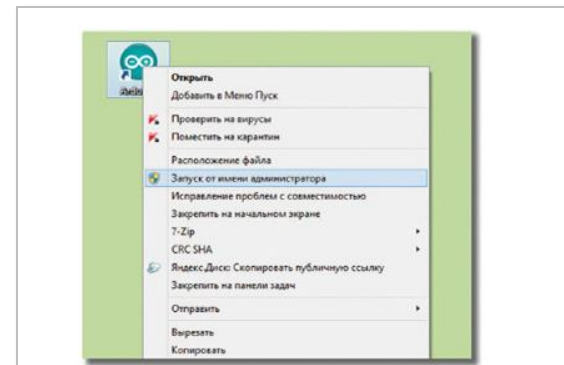 Открыть
Добавить в Меню Пуск
Проверить на вирусы
Поместить на карантин
Расположение файла
Запуск от имени администратора
Исправление проблем с совместимостью
Закрепить на начальном экране
7-Zip
CRC SHA
Яндекс.Диск: Скопировать публичную ссылку
Закрепить на панели задач
Отправить
Вырезать
Копировать